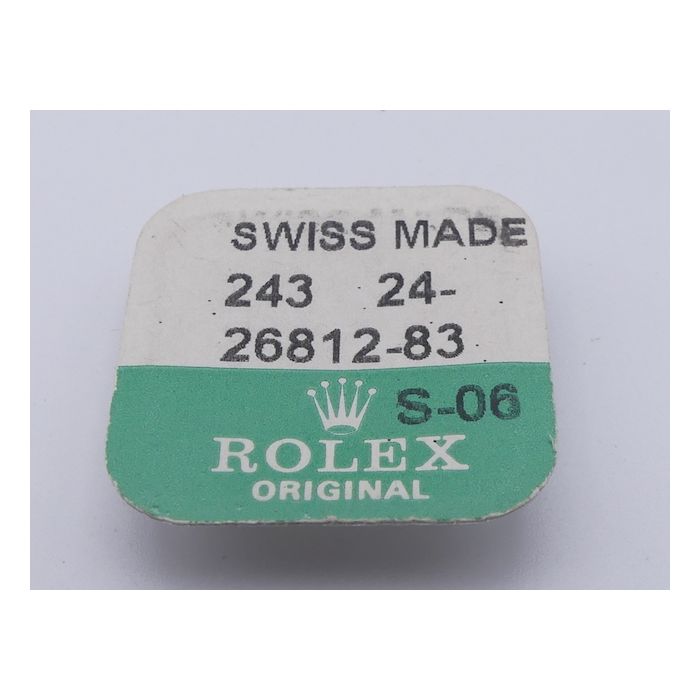 SWISS MADE
243 24-
26812-83
S-06
ROLEX
ORIGINAL